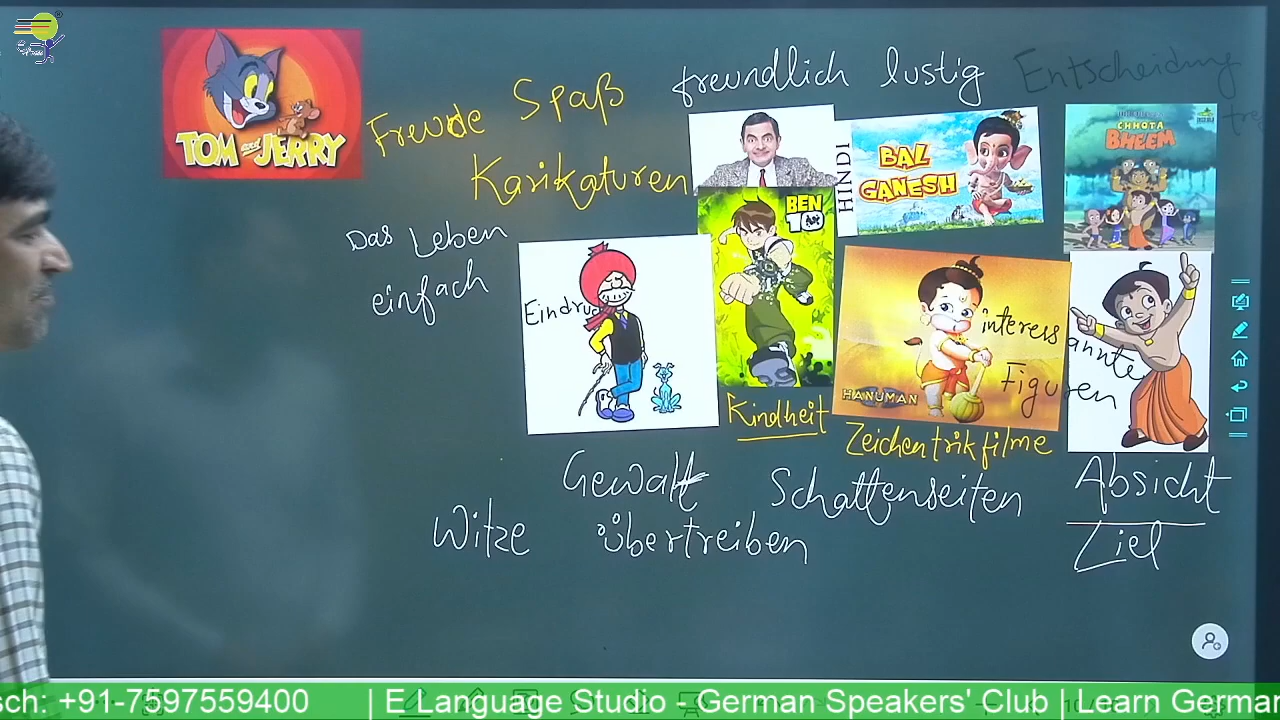 freundlich lustig
Entscheidung
TOM and JERRY
Freude Spaß
Karikaturen
HINDI
BAL
GANESH
CHHOTA
BHEEM
BEN
10
Das Leben
einfach
Eindru
interess
annte
Figuren
HANUMAN
Kindheit
Zeichentrikfilme
Gewalt
Schattenseiten
Absicht
Witze übertreiben
Ziel
sch: +91-7597559400 | E Language Studio - German Speakers' Club | Learn German